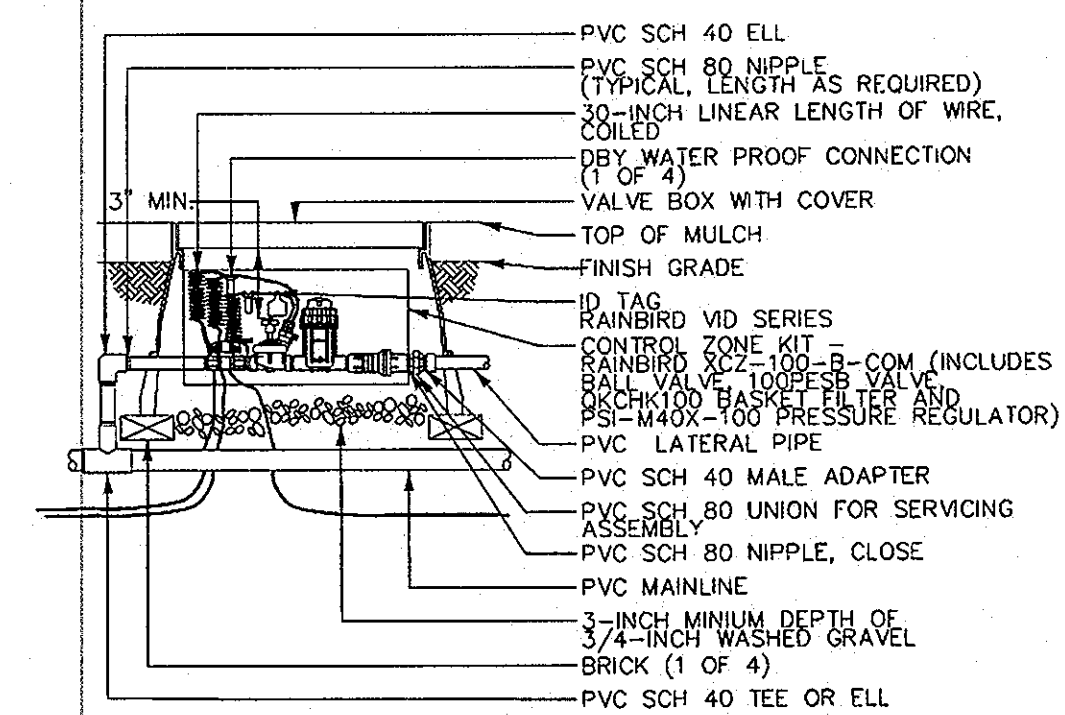 PVC SCH 40 ELL
PVC SCH 80 NIPPLE
(TYPICAL, LENGTH AS REQUIRED)
30-INCH LINEAR LENGTH OF WIRE,
COILED
DBY WATER PROOF CONNECTION
(1 OF 4)
3" MIN.
VALVE BOX WITH COVER
TOP OF MULCH
FINISH GRADE
ID TAG
RAINBIRD VID SERIES
CONTROL ZONE KIT -
RAINBIRD XCZ-100-B-COM (INCLUDES
BALL VALVE, 100PESB VALVE,
QKCHK100 BASKET FILTER AND
PSI-M40X-100 PRESSURE REGULATOR)
PVC LATERAL PIPE
PVC SCH 40 MALE ADAPTER
PVC SCH 80 UNION FOR SERVICING
ASSEMBLY
PVC SCH 80 NIPPLE, CLOSE
PVC MAINLINE
3-INCH MINIUM DEPTH OF
3/4-INCH WASHED GRAVEL
BRICK (1 OF 4)
PVC SCH 40 TEE OR ELL